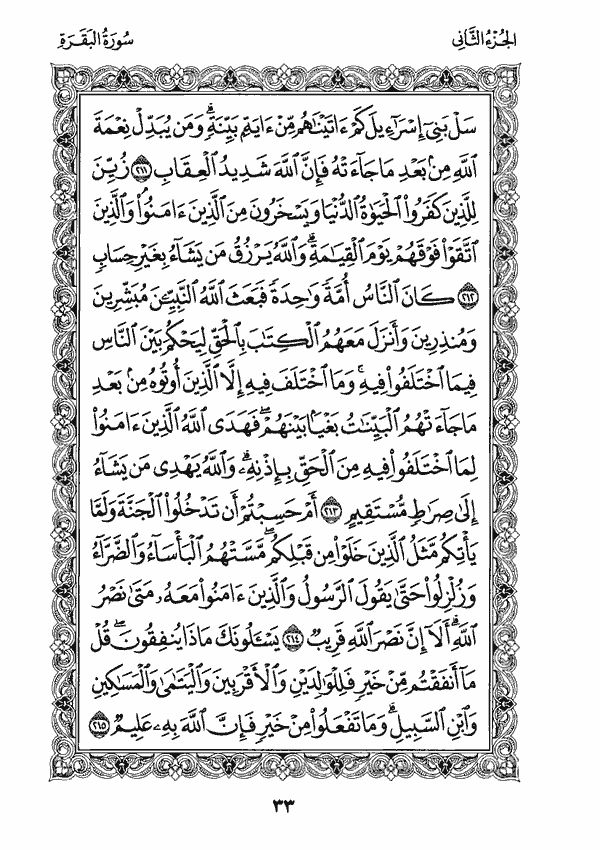 الجُزْءُ الثَّانِي
سُورَةُ البَقَرَةِ
سَلْ بَنِىٓ إِسْرَٰٓءِيلَ كَمْ ءَاتَيْنَٰهُم مِّنْ ءَايَةِۭ بَيِّنَةٍۗ وَمَن يُبَدِّلْ نِعْمَةَ
ٱللَّهِ مِنۢ بَعْدِ مَا جَآءَتْهُ فَإِنَّ ٱللَّهَ شَدِيدُ ٱلْعِقَابِ ٢١١ زُيِّنَ
لِلَّذِينَ كَفَرُوا۟ ٱلْحَيَوٰةُ ٱلدُّنْيَا وَيَسْخَرُونَ مِنَ ٱلَّذِينَ ءَامَنُوا۟ۘ وَٱلَّذِينَ
ٱتَّقَوْا۟ فَوْقَهُمْ يَوْمَ ٱلْقِيَٰمَةِۗ وَٱللَّهُ يَرْزُقُ مَن يَشَآءُ بِغَيْرِ حِسَابٍ
٢١٢ كَانَ ٱلنَّاسُ أُمَّةً وَٰحِدَةً فَبَعَثَ ٱللَّهُ ٱلنَّبِيِّـۧنَ مُبَشِّرِينَ
وَمُنذِرِينَ وَأَنزَلَ مَعَهُمُ ٱلْكِتَٰبَ بِٱلْحَقِّ لِيَحْكُمَ بَيْنَ ٱلنَّاسِ
فِيمَا ٱخْتَلَفُوا۟ فِيهِۚ وَمَا ٱخْتَلَفَ فِيهِ إِلَّا ٱلَّذِينَ أُوتُوهُ مِنۢ بَعْدِ
مَا جَآءَتْهُمُ ٱلْبَيِّنَٰتُ بَغْيًۢا بَيْنَهُمْۖ فَهَدَى ٱللَّهُ ٱلَّذِينَ ءَامَنُوا۟
لِمَا ٱخْتَلَفُوا۟ فِيهِ مِنَ ٱلْحَقِّ بِإِذْنِهِۦۗ وَٱللَّهُ يَهْدِى مَن يَشَآءُ
إِلَىٰ صِرَٰطٍ مُّسْتَقِيمٍ ٢١٣ أَمْ حَسِبْتُمْ أَن تَدْخُلُوا۟ ٱلْجَنَّةَ وَلَمَّا
يَأْتِكُم مَّثَلُ ٱلَّذِينَ خَلَوْا۟ مِن قَبْلِكُمۖ مَّسَّتْهُمُ ٱلْبَأْسَآءُ وَٱلضَّرَّآءُ
وَزُلْزِلُوا۟ حَتَّىٰ يَقُولَ ٱلرَّسُولُ وَٱلَّذِينَ ءَامَنُوا۟ مَعَهُۥ مَتَىٰ نَصْرُ
ٱللَّهِۗ أَلَآ إِنَّ نَصْرَ ٱللَّهِ قَرِيبٌ ٢١٤ يَسْـَٔلُونَكَ مَاذَا يُنفِقُونَۖ قُلْ
مَآ أَنفَقْتُم مِّنْ خَيْرٍ فَلِلْوَٰلِدَيْنِ وَٱلْأَقْرَبِينَ وَٱلْيَتَٰمَىٰ وَٱلْمَسَٰكِينِ
وَٱبْنِ ٱلسَّبِيلِۗ وَمَا تَفْعَلُوا۟ مِنْ خَيْرٍ فَإِنَّ ٱللَّهَ بِهِۦ عَلِيمٌ ٢١٥
٣٣